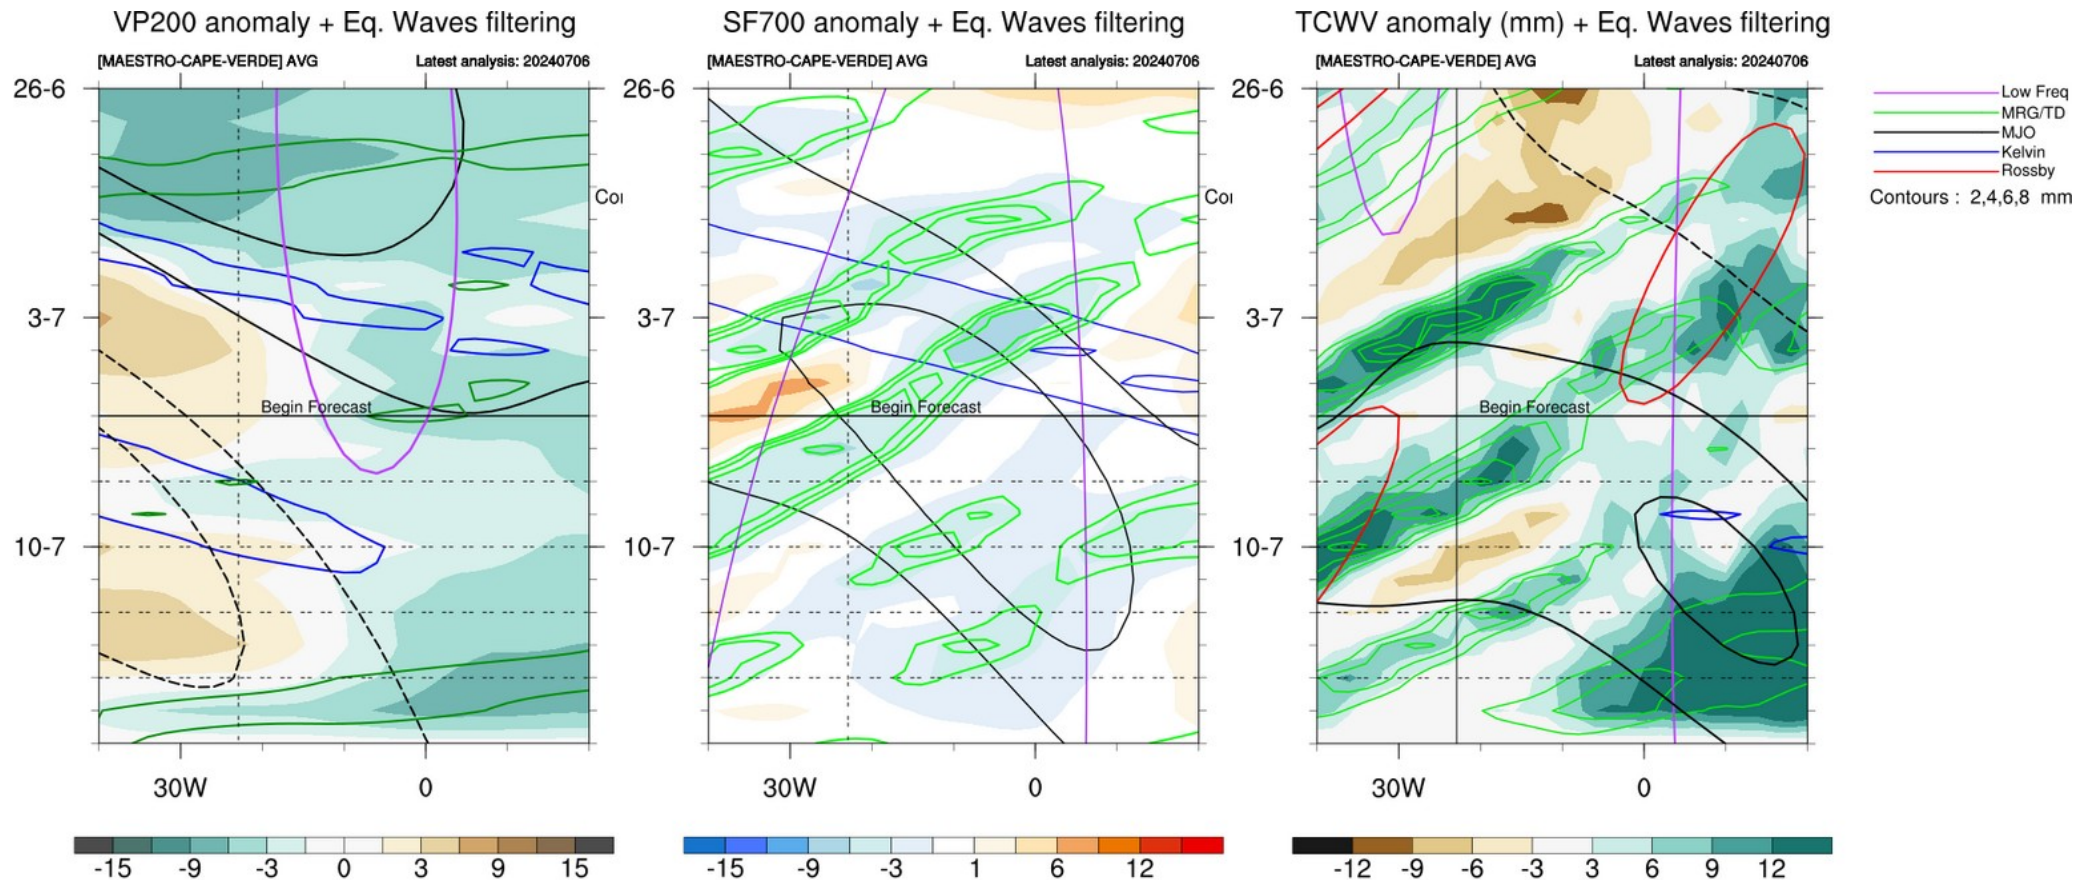 VP200 anomaly + Eq. Waves filtering
[MAESTRO-CAPE-VERDE] AVG
Latest analysis: 20240706
26-6
3-7
10-7
Begin Forecast
30W
0
-15
-9
-3
0
3
9
15
Coı
SF700 anomaly + Eq. Waves filtering
[MAESTRO-CAPE-VERDE] AVG
Latest analysis: 20240706
26-6
3-7
10-7
Begin Forecast
30W
0
-15
-9
-3
1
6
12
Coı
TCWV anomaly (mm) + Eq. Waves filtering
[MAESTRO-CAPE-VERDE] AVG
Latest analysis: 20240706
26-6
3-7
10-7
Begin Forecast
30W
0
-12
-9
-6
-3
3
6
9
12
Low Freq
MRG/TD
MJO
Kelvin
Rossby
Contours : 2,4,6,8 mm